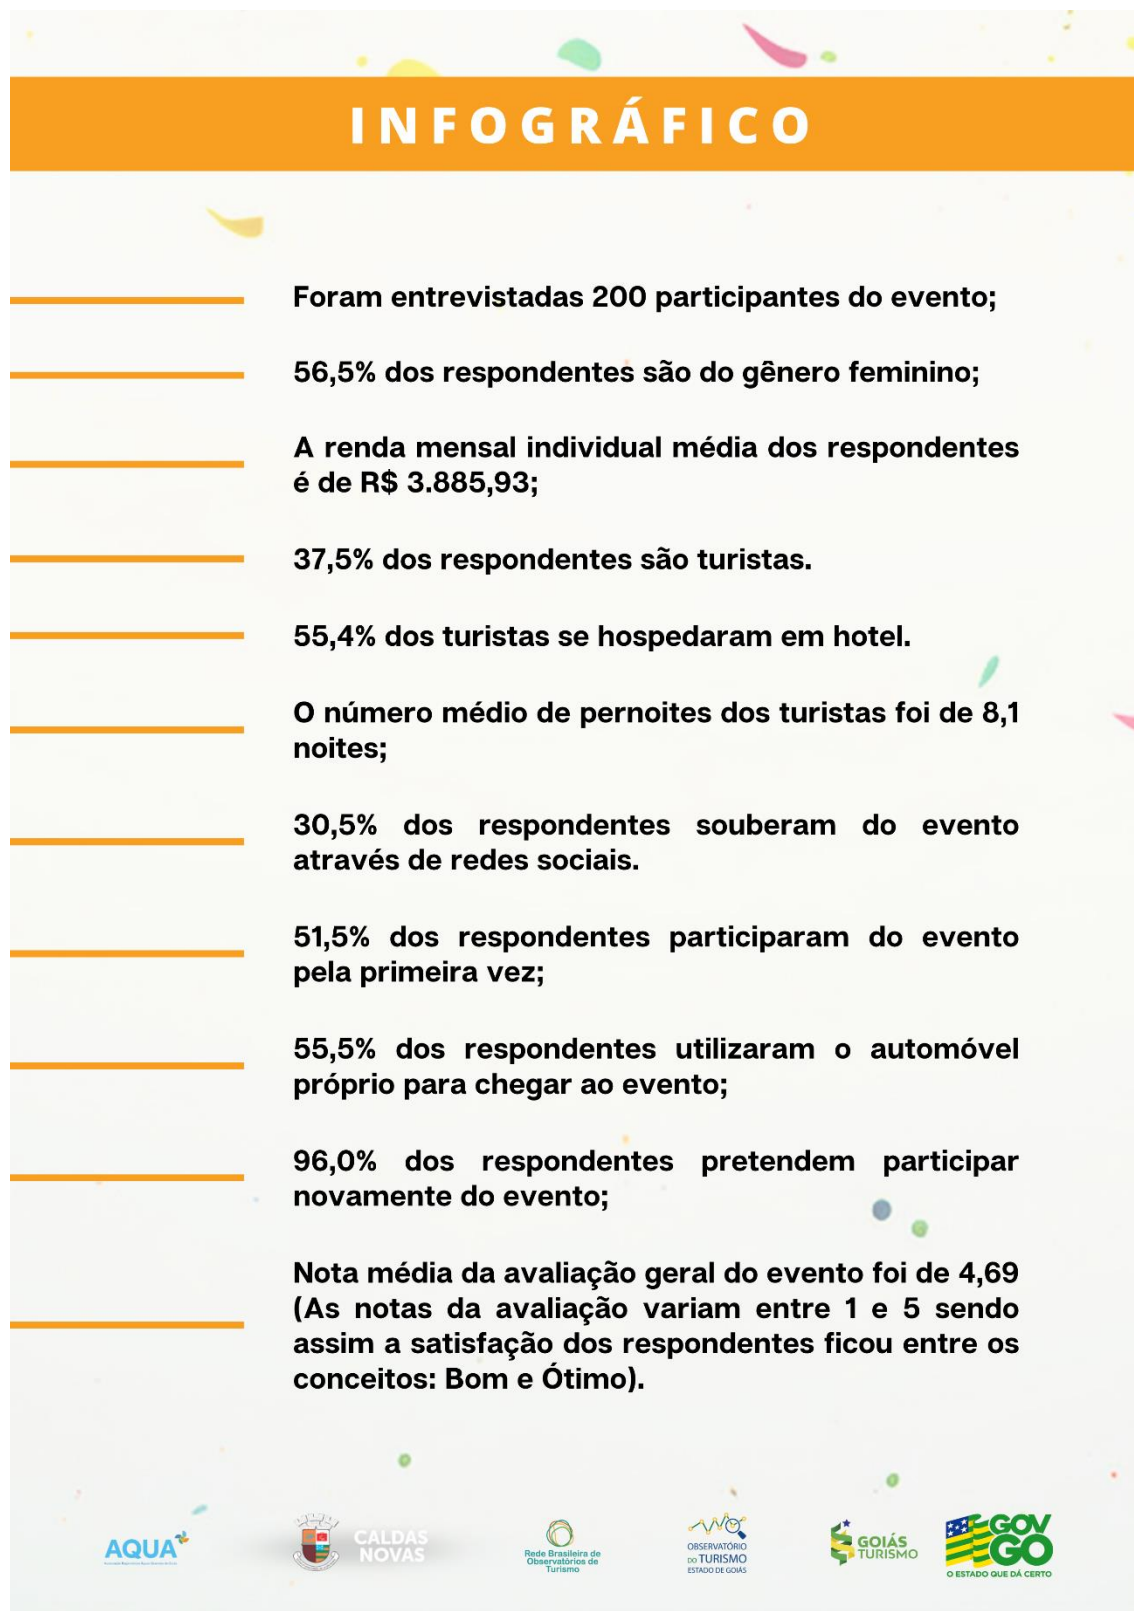 INFOGRÁFICO
Foram entrevistadas 200 participantes do evento;
56,5% dos respondentes são do gênero feminino;
A renda mensal individual média dos respondentes
é de R$ 3.885,93;
37,5% dos respondentes são turistas.
55,4% dos turistas se hospedaram em hotel.
O número médio de pernoites dos turistas foi de 8,1
noites;
30,5% dos respondentes souberam do evento
através de redes sociais.
51,5% dos respondentes participaram do evento
pela primeira vez;
55,5% dos respondentes utilizaram o automóvel
próprio para chegar ao evento;
96,0% dos respondentes pretendem participar
novamente do evento;
Nota média da avaliação geral do evento foi de 4,69
(As notas da avaliação variam entre 1 e 5 sendo
assim a satisfação dos respondentes ficou entre os
conceitos: Bom e Ótimo).
AQUA
CALDAS
NOVAS
Rede Brasileira de
Observatórios de
Turismo
OBSERVATÓRIO
DO TURISMO
ESTADO DE GOIÁS
GOIÁS
TURISMO
GOV
GO
O ESTADO QUE DÁ CERTO